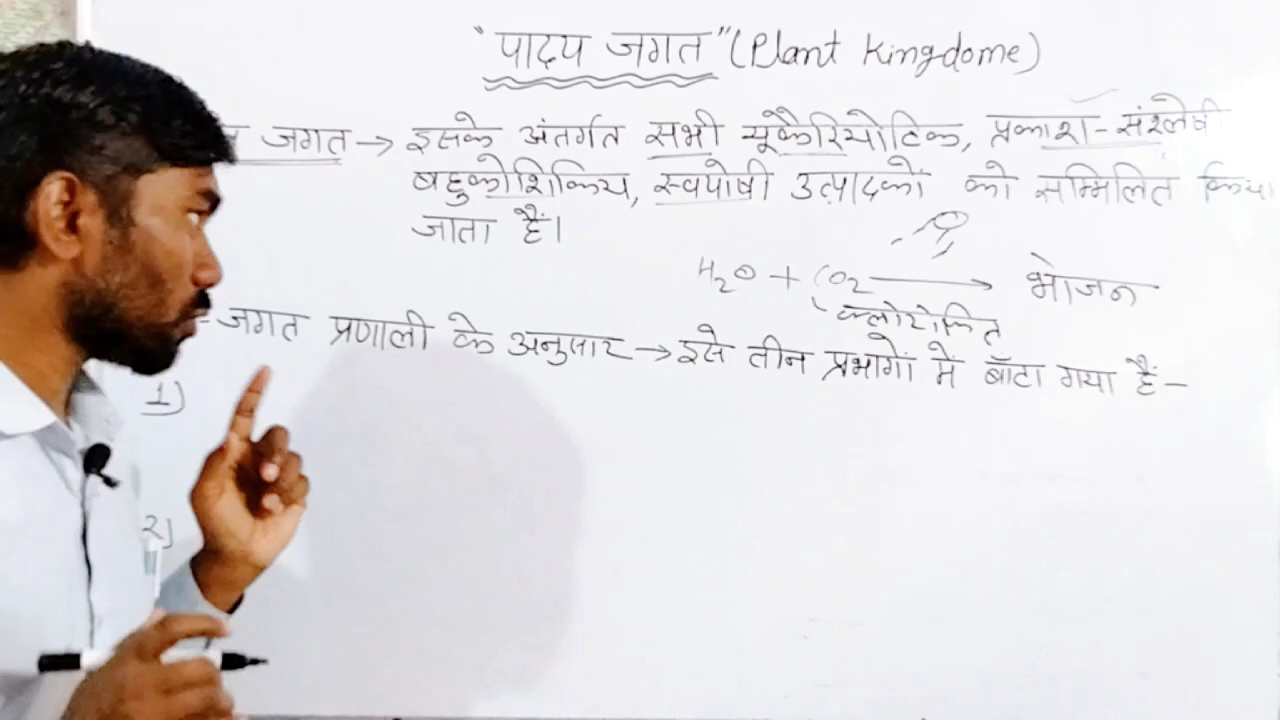 "पादप जगत" (Plant Kingdome)
जगत → इसके अंतर्गत सभी यूकैरियोटिक, प्रकाश-संश्लेषी
बहुकोशिकिय, स्वपोषी उत्पादकों को सम्मिलित किया
जाता हैं।
H2O + CO2 → भोजन
क्लोरोफिल
जगत प्रणाली के अनुसार → इसे तीन प्रभागों में बाँटा गया हैं -
1)
2)